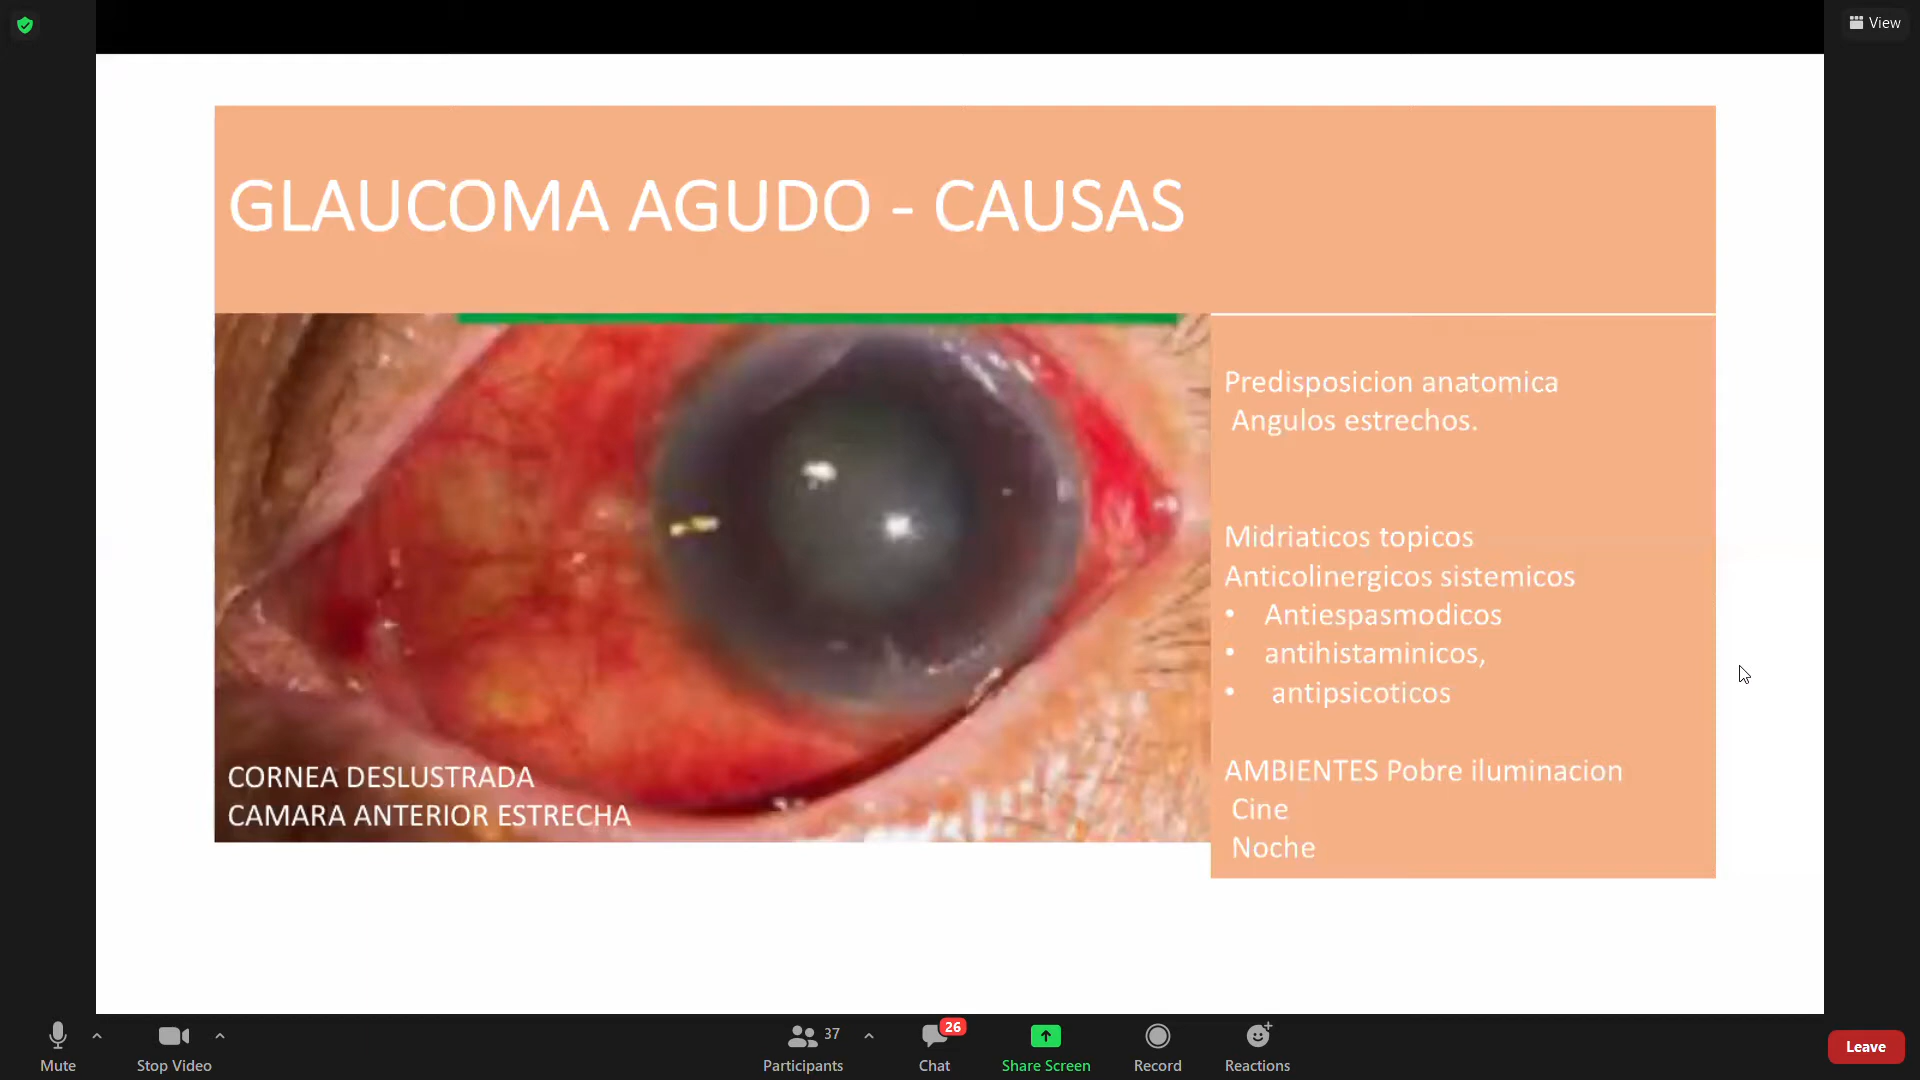 View
GLAUCOMA AGUDO - CAUSAS
Predisposicion anatomica
Angulos estrechos.
Midriaticos topicos
Anticolinergicos sistemicos
• Antiespasmodicos
• antihistaminicos,
• antipsicoticos
AMBIENTES Pobre iluminacion
Cine
Noche
CORNEA DESLUSTRADA
CAMARA ANTERIOR ESTRECHA
Mute
Stop Video
37
Participants
26
Chat
Share Screen
Record
Reactions
Leave